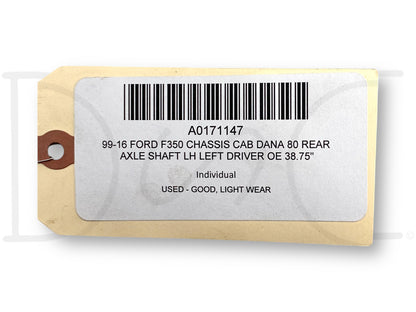 A0171147
99-16 FORD F350 CHASSIS CAB DANA 80 REAR
AXLE SHAFT LH LEFT DRIVER OE 38.75"
Individual
USED - GOOD, LIGHT WEAR